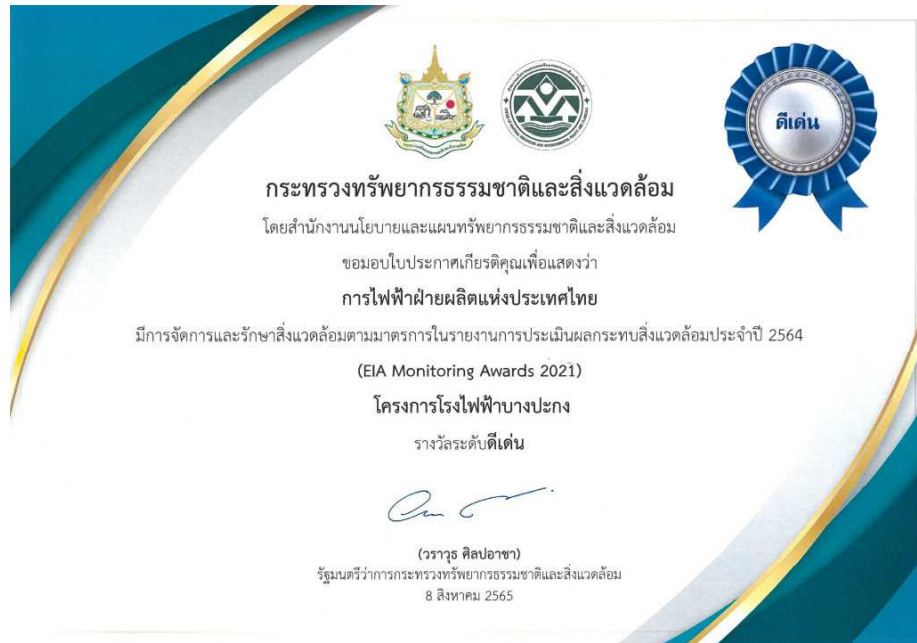 ดีเด่น
กระทรวงทรัพยากรธรรมชาติและสิ่งแวดล้อม
โดยสำนักงานนโยบายและแผนทรัพยากรธรรมชาติและสิ่งแวดล้อม
ขอมอบใบประกาศเกียรติคุณเพื่อแสดงว่า
การไฟฟ้าฝ่ายผลิตแห่งประเทศไทย
มีการจัดการและรักษาสิ่งแวดล้อมตามมาตรการในรายงานการประเมินผลกระทบสิ่งแวดล้อมประจำปี 2564
(EIA Monitoring Awards 2021)
โครงการโรงไฟฟ้าบางปะกง
รางวัลระดับดีเด่น
(วราวุธ ศิลปอาชา)
รัฐมนตรีว่าการกระทรวงทรัพยากรธรรมชาติและสิ่งแวดล้อม
8 สิงหาคม 2565